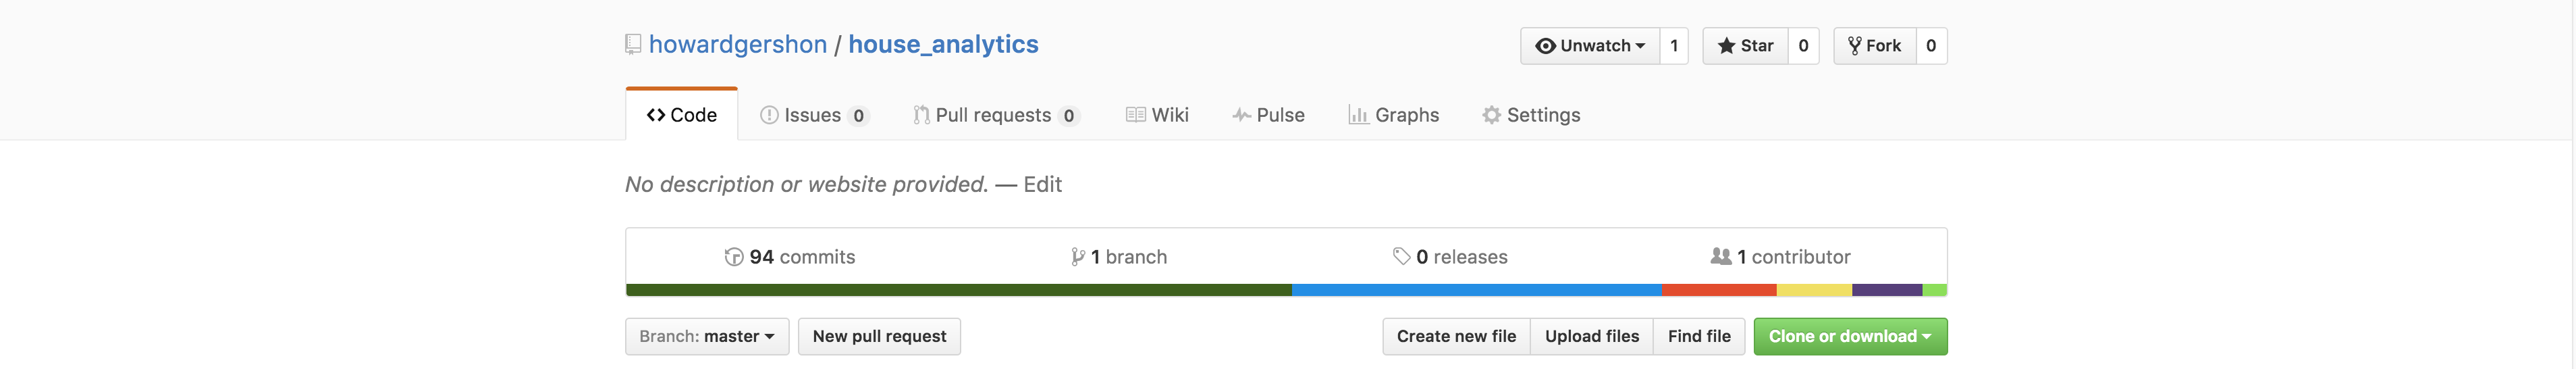 howardgershon / house_analytics
Unwatch 1 Star 0 Fork 0
Code Issues 0 Pull requests 0 Wiki Pulse Graphs Settings
No description or website provided. — Edit
94 commits 1 branch 0 releases 1 contributor
Branch: master New pull request Create new file Upload files Find file Clone or download